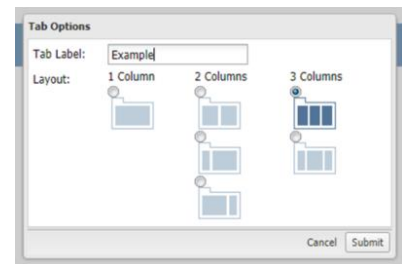 Tab Options
Tab Label: Example
Layout: 1 Column 2 Columns 3 Columns
Cancel Submit